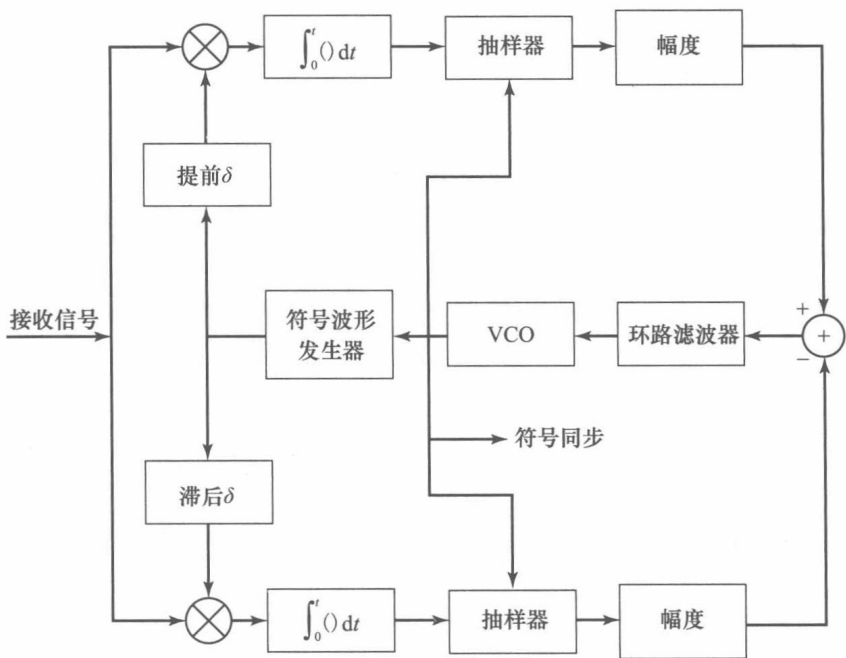 ∫₀ᵗ()dt
抽样器
幅度
提前δ
接收信号
符号波形
发生器
VCO
环路滤波器
+
+
−
符号同步
滞后δ
∫₀ᵗ()dt
抽样器
幅度